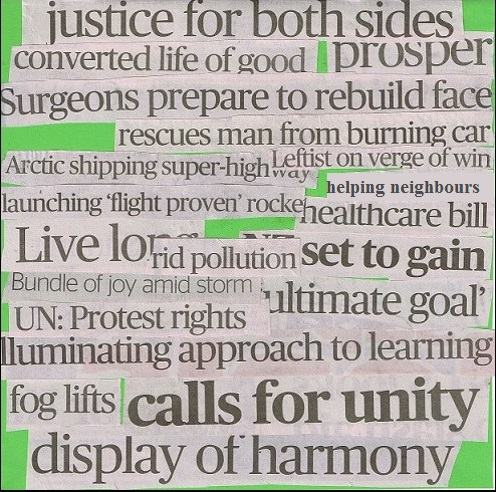 justice for both sides
converted life of good prosper
Surgeons prepare to rebuild face
rescues man from burning car
Arctic shipping super-highway Leftist on verge of win
helping neighbours
launching ‘flight proven’ rocke
healthcare bill
Live lo
rid pollution set to gain
Bundle of joy amid storm
ultimate goal’
UN: Protest rights
lluminating approach to learning
fog lifts calls for unity
display of harmony